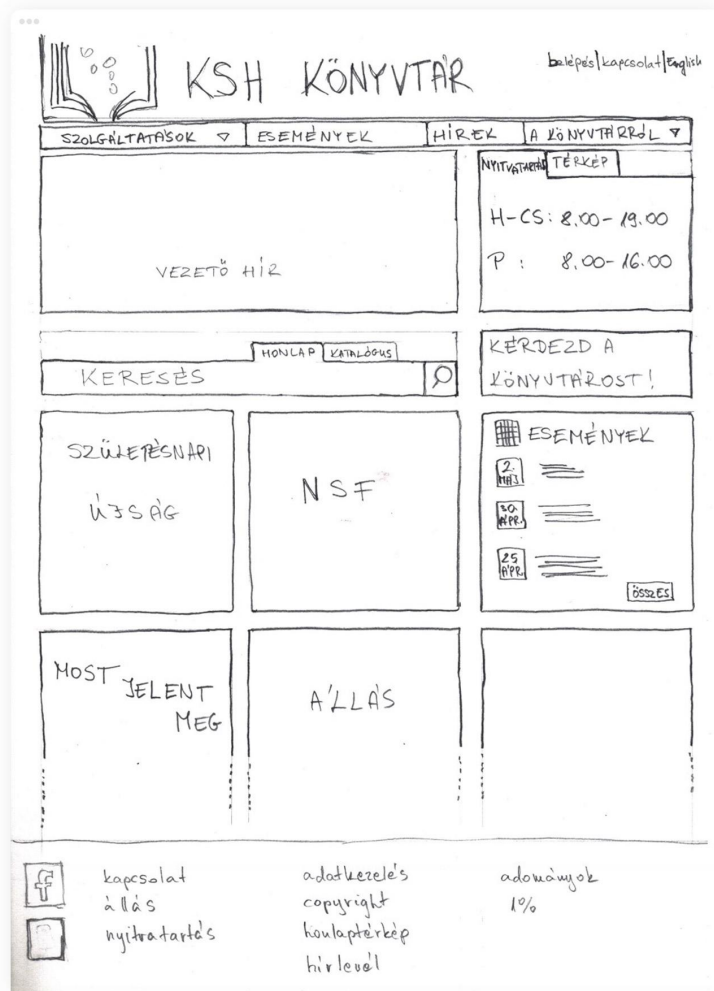 KSH KÖNYVTÁR
belépés|kapcsolat|English
SZOLGÁLTATÁSOK
ESEMÉNYEK
HÍREK
A KÖNYVTÁRRÓL
VEZETŐ HÍR
NYITVATARTÁS
TÉRKÉP
H-CS: 8.00-19.00
P: 8.00-16.00
HONLAP
KATALÓGUS
KERESÉS
KÉRDEZD A
KÖNYVTÁROST!
SZÜLETÉSNAPI
ÚJSÁG
NSF
ESEMÉNYEK
2.
MÁJ
30.
ÁPR.
25
ÁPR.
ÖSSZES
MOST
JELENT
MEG
ÁLLÁS
f
kapcsolat
állás
nyitvatartás
adatkezelés
copyright
honlaptérkép
hírlevél
adományok
1%